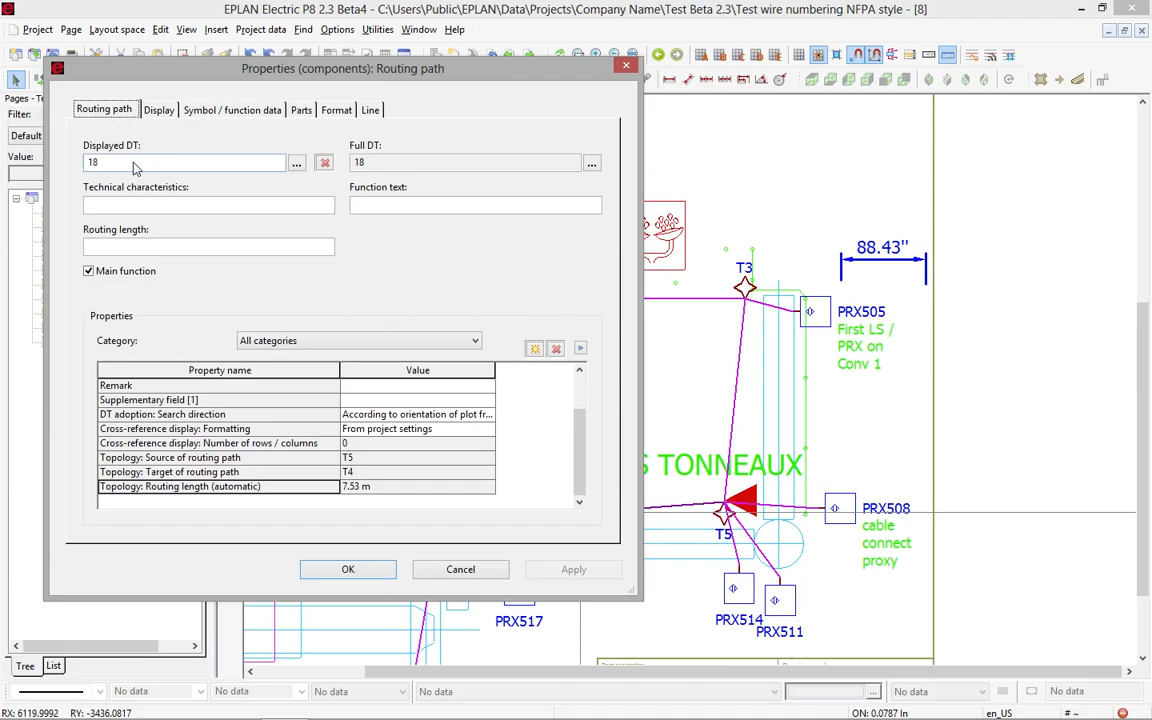 EPLAN Electric P8 2.3 Beta4 - C:\Users\Public\EPLAN\Data\Projects\Company Name\Test Beta 2.3\Test wire numbering NFPA style - [8]
Project Page Layout space Edit View Insert Project data Find Options Utilities Window Help
Pages - Te
Filter:
Default
Value:
Properties (components): Routing path
Routing path Display Symbol / function data Parts Format Line
Displayed DT: Full DT:
18 ... 18 ...
Technical characteristics: Function text:
Routing length:
Main function
Properties
Category: All categories
Property name Value
Remark
Supplementary field [1]
DT adoption: Search direction According to orientation of plot fr...
Cross-reference display: Formatting From project settings
Cross-reference display: Number of rows / columns 0
Topology: Source of routing path T5
Topology: Target of routing path T4
Topology: Routing length (automatic) 7.53 m
OK Cancel Apply
88.43"
T3
PRX505
First LS /
PRX on
Conv 1
S TONNEAUX
PRX508
cable
connect
proxy
T5
PRX514
PRX511
PRX517
Tree List
No data No data No data No data ... No data No data
RX: 6119.9992 RY: -3436.0817 ON: 0.0787 In en_US # ~